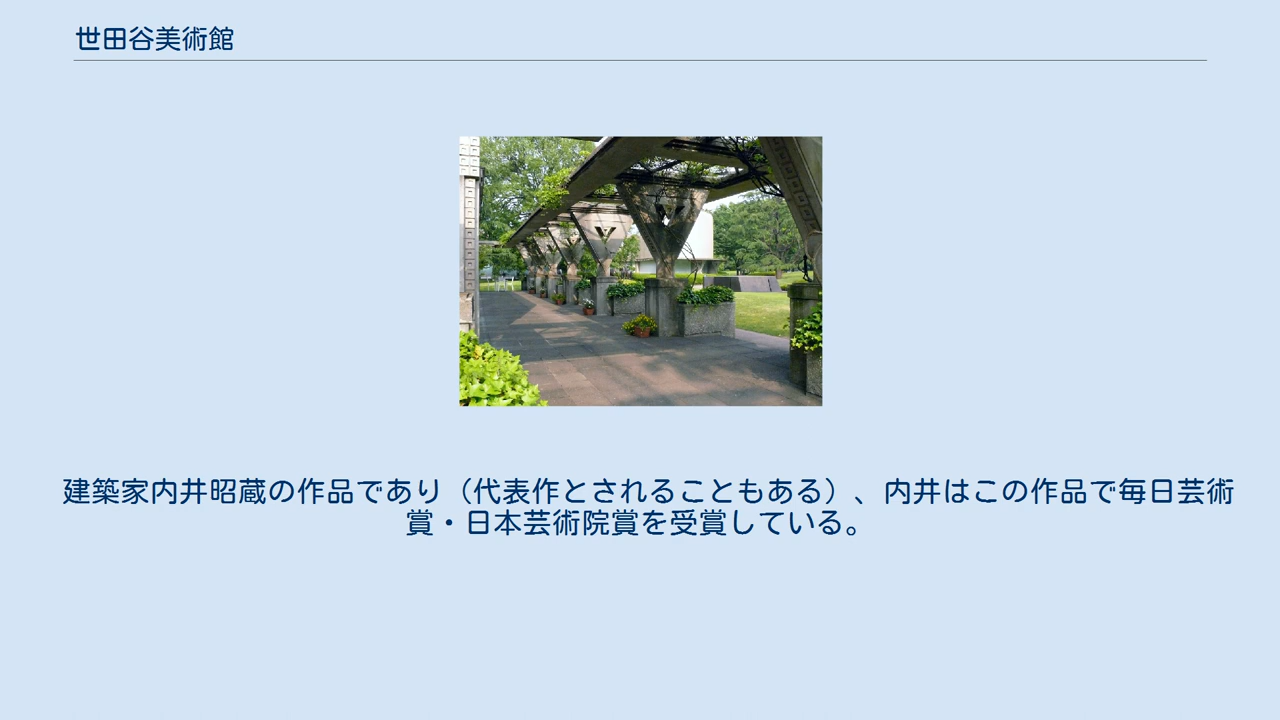 世田谷美術館
建築家内井昭蔵の作品であり（代表作とされることもある）、内井はこの作品で毎日芸術
賞・日本芸術院賞を受賞している。